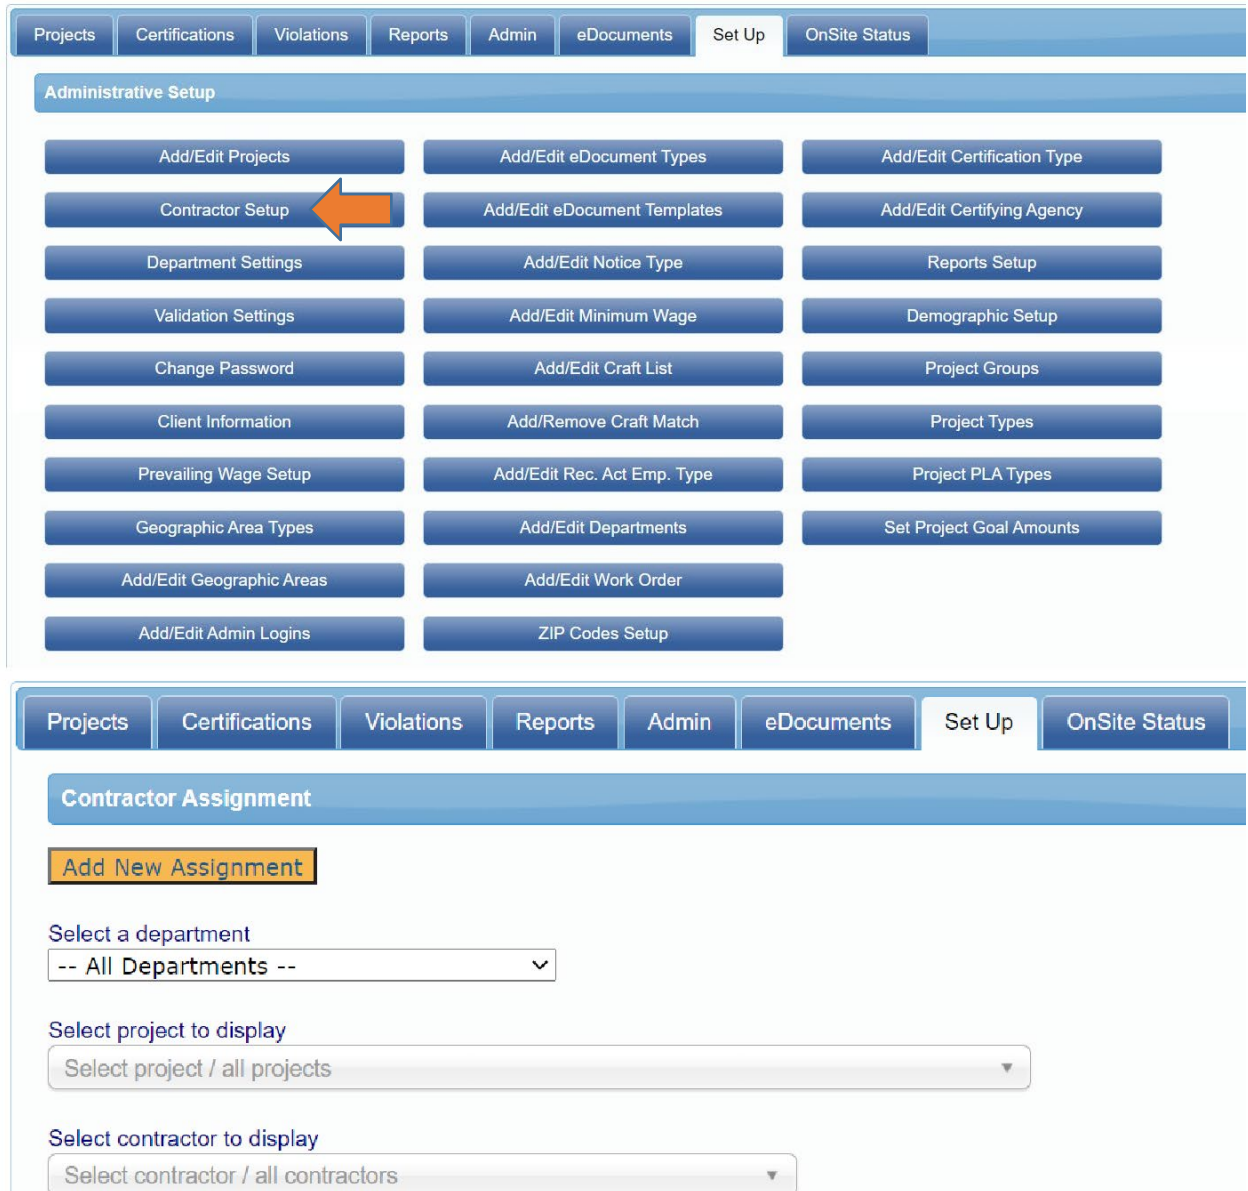 Projects Certifications Violations Reports Admin eDocuments Set Up OnSite Status
Administrative Setup
Add/Edit Projects Add/Edit eDocument Types Add/Edit Certification Type
Contractor Setup Add/Edit eDocument Templates Add/Edit Certifying Agency
Department Settings Add/Edit Notice Type Reports Setup
Validation Settings Add/Edit Minimum Wage Demographic Setup
Change Password Add/Edit Craft List Project Groups
Client Information Add/Remove Craft Match Project Types
Prevailing Wage Setup Add/Edit Rec. Act Emp. Type Project PLA Types
Geographic Area Types Add/Edit Departments Set Project Goal Amounts
Add/Edit Geographic Areas Add/Edit Work Order
Add/Edit Admin Logins ZIP Codes Setup
Projects Certifications Violations Reports Admin eDocuments Set Up OnSite Status
Contractor Assignment
Add New Assignment
Select a department
-- All Departments --
Select project to display
Select project / all projects
Select contractor to display
Select contractor / all contractors